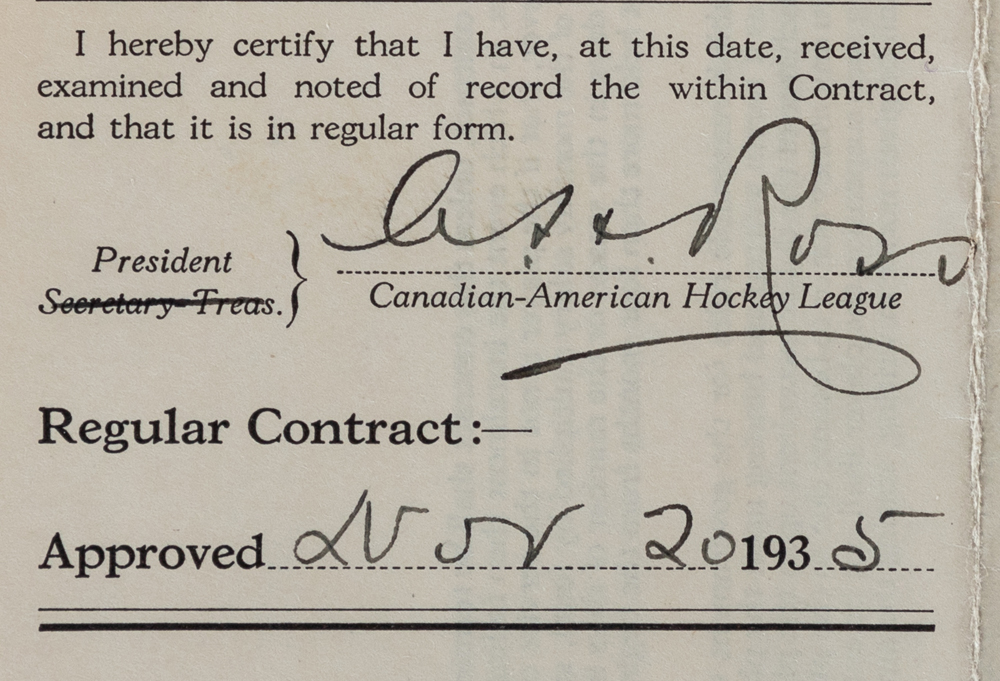 I hereby certify that I have, at this date, received,
examined and noted of record the within Contract,
and that it is in regular form.
President
Secretary-Treas.
Ross
Canadian-American Hockey League
Regular Contract:—
Approved Nov 20 1935